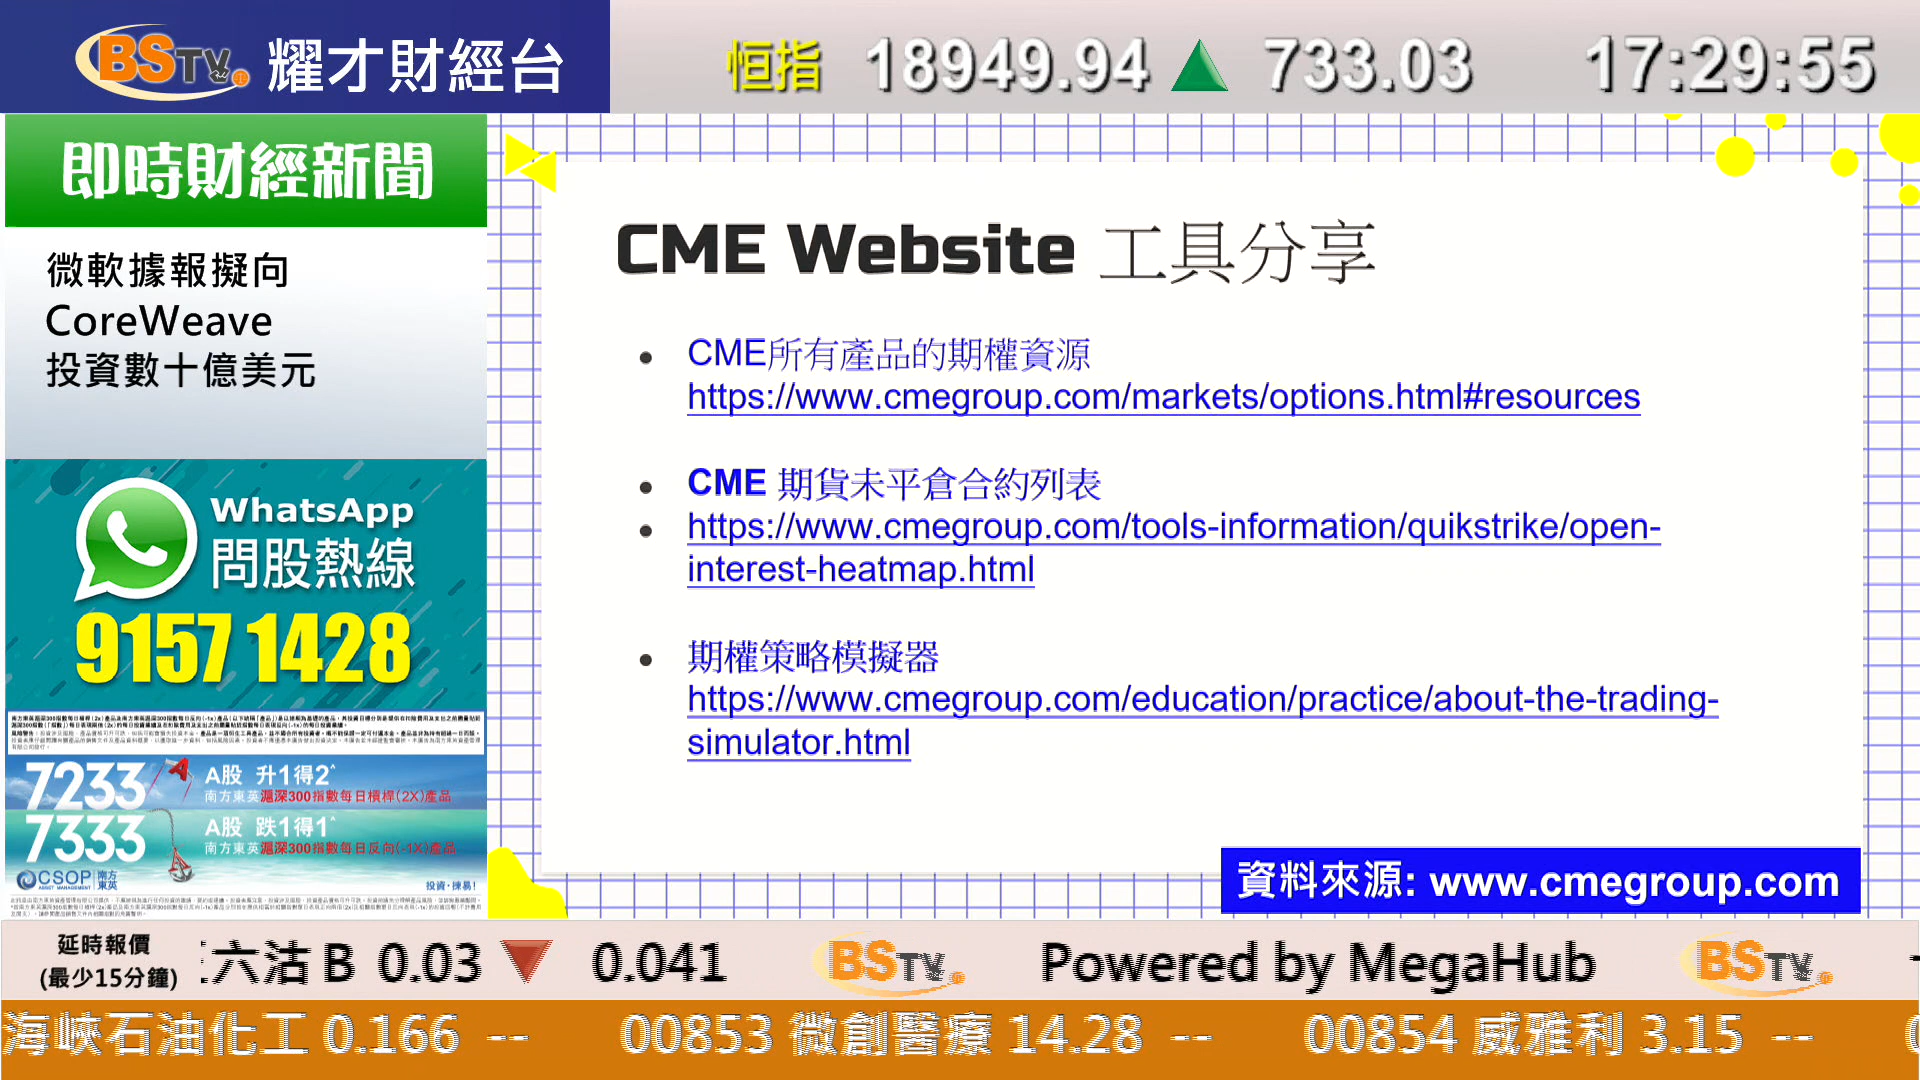 BSTV 耀才財經台
恒指 18949.94 ▲ 733.03 17:29:55
即時財經新聞
微軟據報擬向
CoreWeave
投資數十億美元
WhatsApp
問股熱線
9157 1428
7233
A股 升1得2^
南方東英滬深300指數每日槓桿(2X)產品
7333
A股 跌1得1^
南方東英滬深300指數每日反向(-1X)產品
CSOP 南方東英
ASSET MANAGEMENT
投資·揀易!
CME Website 工具分享
CME所有產品的期權資源
https://www.cmegroup.com/markets/options.html#resources
CME 期貨未平倉合約列表
https://www.cmegroup.com/tools-information/quikstrike/open-
interest-heatmap.html
期權策略模擬器
https://www.cmegroup.com/education/practice/about-the-trading-
simulator.html
資料來源: www.cmegroup.com
延時報價
(最少15分鐘)
六沽B 0.03 ▼ 0.041 BSTV Powered by MegaHub BSTV
海峽石油化工 0.166 -- 00853 微創醫療 14.28 -- 00854 威雅利 3.15 --